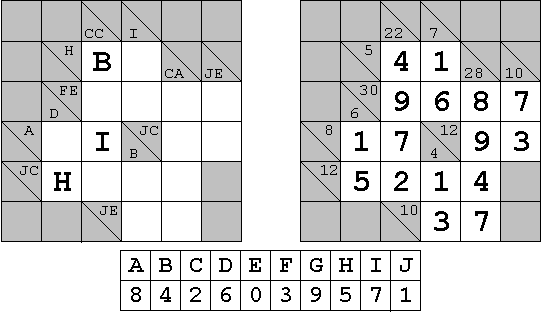 CC I 22 7
H B 5 4 1
CA JE 28 10
FE 30 9 6 8 7
D 6
A I JC 8 1 7 12 9 3
B 4
JC H 12 5 2 1 4
JE 10 3 7
A B C D E F G H I J
8 4 2 6 0 3 9 5 7 1